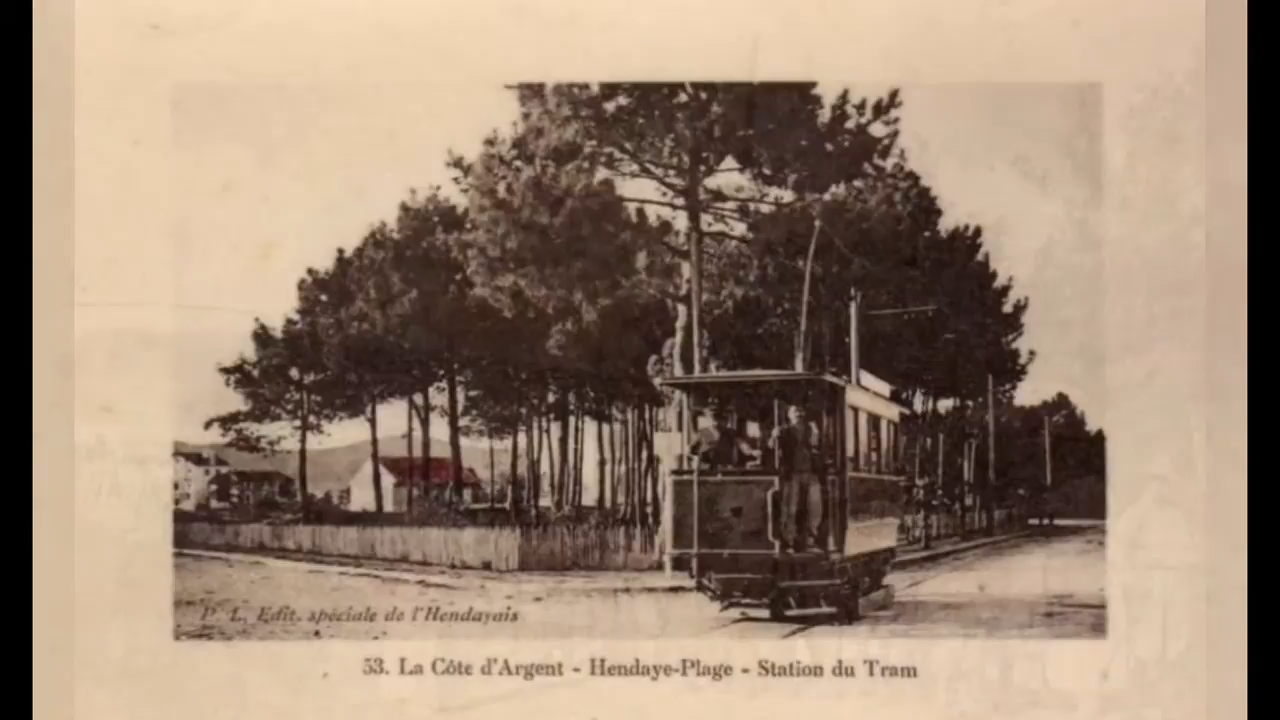 P. L. Edit. spéciale de l'Hendayais
53. La Côte d'Argent - Hendaye-Plage - Station du Tram